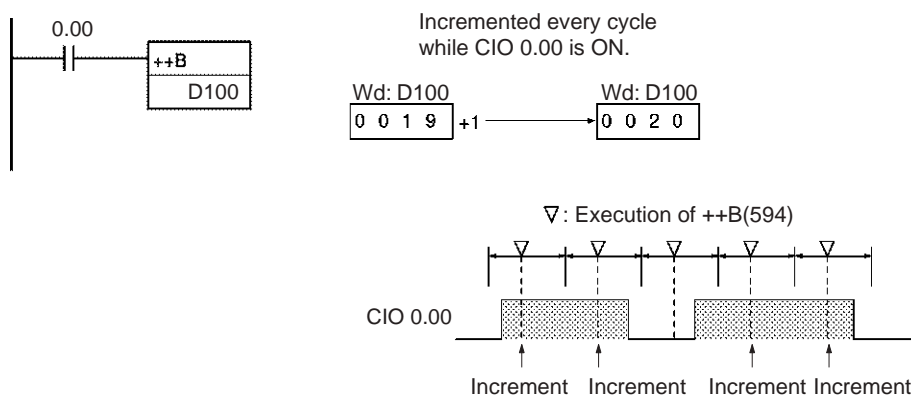 0.00
++B
D100
Incremented every cycle
while CIO 0.00 is ON.
Wd: D100
0 0 1 9 +1
Wd: D100
0 0 2 0
▽: Execution of ++B(594)
CIO 0.00
Increment Increment Increment Increment